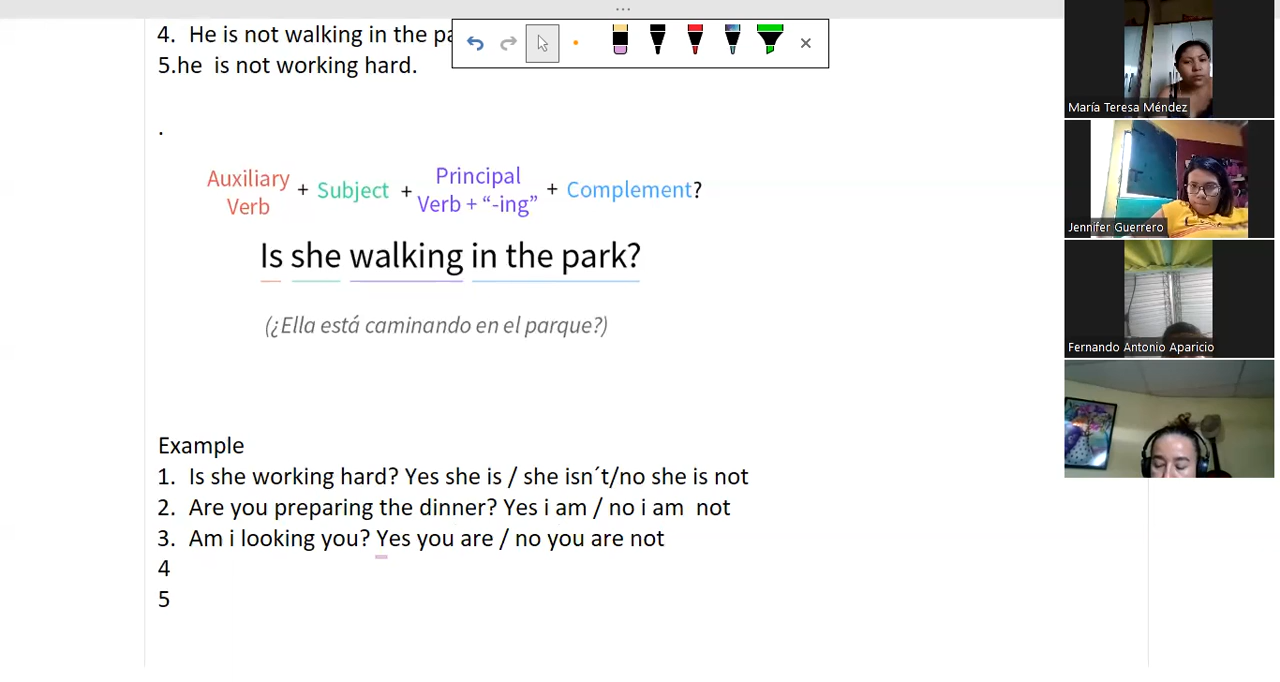 4. He is not walking in the pa
5.he is not working hard.
.
Auxiliary Verb + Subject + Principal Verb + “-ing” + Complement?
Is she walking in the park?
(¿Ella está caminando en el parque?)
Example
1. Is she working hard? Yes she is / she isn´t/no she is not
2. Are you preparing the dinner? Yes i am / no i am not
3. Am i looking you? Yes you are / no you are not
4
5
María Teresa Méndez
Jennifer Guerrero
Fernando Antonio Aparicio